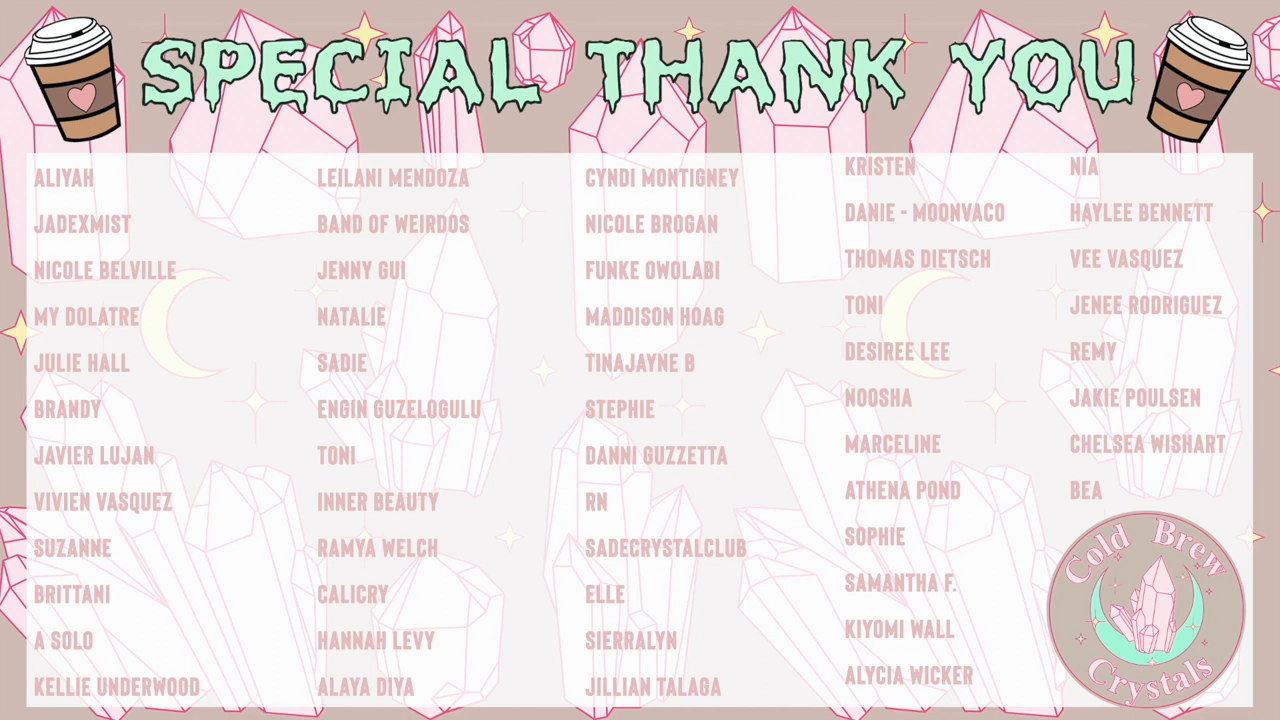 SPECIAL THANK YOU
ALIYAH
JADEXMIST
NICOLE BELVILLE
MY DOLATRE
JULIE HALL
BRANDY
JAVIER LUJAN
VIVIEN VASQUEZ
SUZANNE
BRITTANI
A SOLO
KELLIE UNDERWOOD
LEILANI MENDOZA
BAND OF WEIRDOS
JENNY GUI
NATALIE
SADIE
ENGIN GUZELOGULU
TONI
INNER BEAUTY
RAMYA WELCH
CALICRY
HANNAH LEVY
ALAYA DIYA
CYNDI MONTIGNEY
NICOLE BROGAN
FUNKE OWOLABI
MADDISON HOAG
TINAJAYNE B
STEPHIE
DANNI GUZZETTA
RN
SADECRYSTALCLUB
ELLE
SIERRALYN
JILLIAN TALAGA
KRISTEN
DANIE - MOONVACO
THOMAS DIETSCH
TONI
DESIREE LEE
NOOSHA
MARCELINE
ATHENA POND
SOPHIE
SAMANTHA F.
KIYOMI WALL
ALYCIA WICKER
NIA
HAYLEE BENNETT
VEE VASQUEZ
JENEE RODRIGUEZ
REMY
JAKIE POULSEN
CHELSEA WISHART
BEA
Cold Brew
Crystals